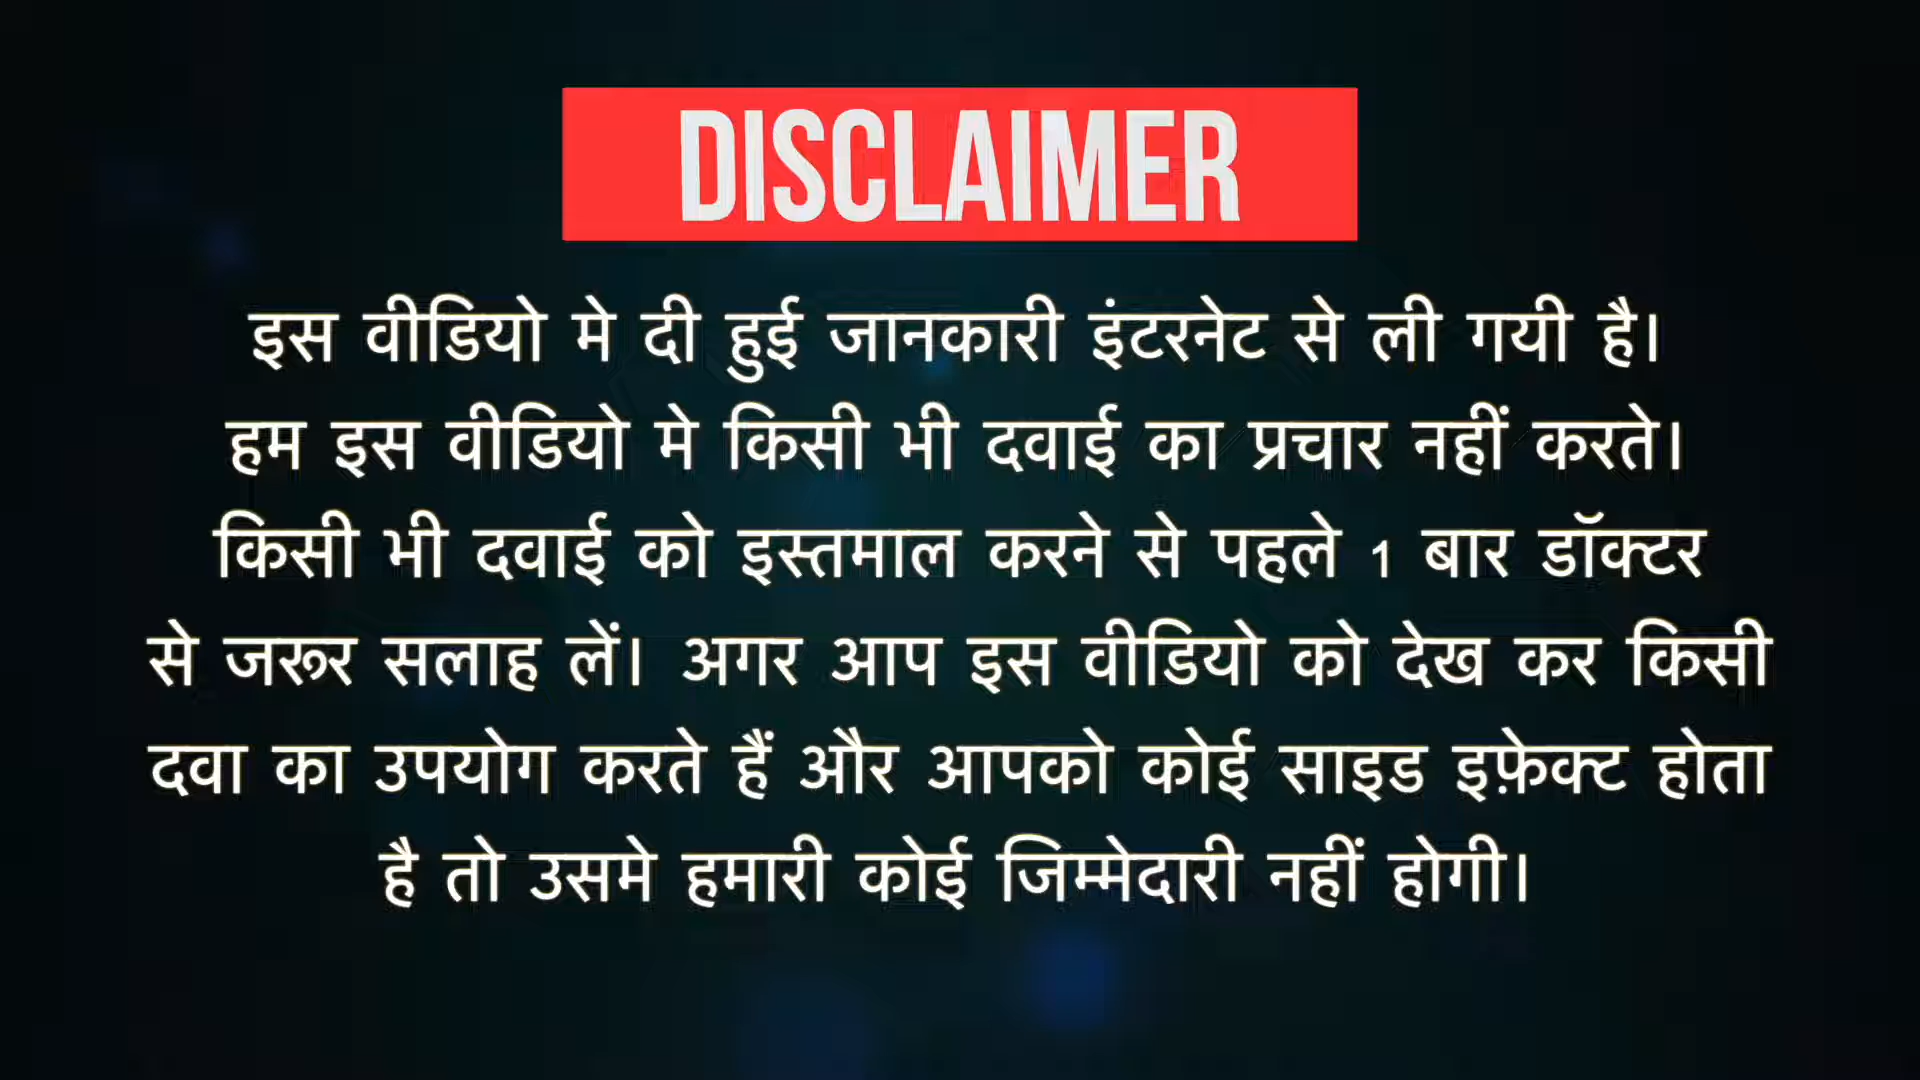 DISCLAIMER
इस वीडियो मे दी हुई जानकारी इंटरनेट से ली गयी है।
हम इस वीडियो मे किसी भी दवाई का प्रचार नहीं करते।
किसी भी दवाई को इस्तमाल करने से पहले 1 बार डॉक्टर
से जरूर सलाह लें। अगर आप इस वीडियो को देख कर किसी
दवा का उपयोग करते हैं और आपको कोई साइड इफ़ेक्ट होता
है तो उसमे हमारी कोई जिम्मेदारी नहीं होगी।